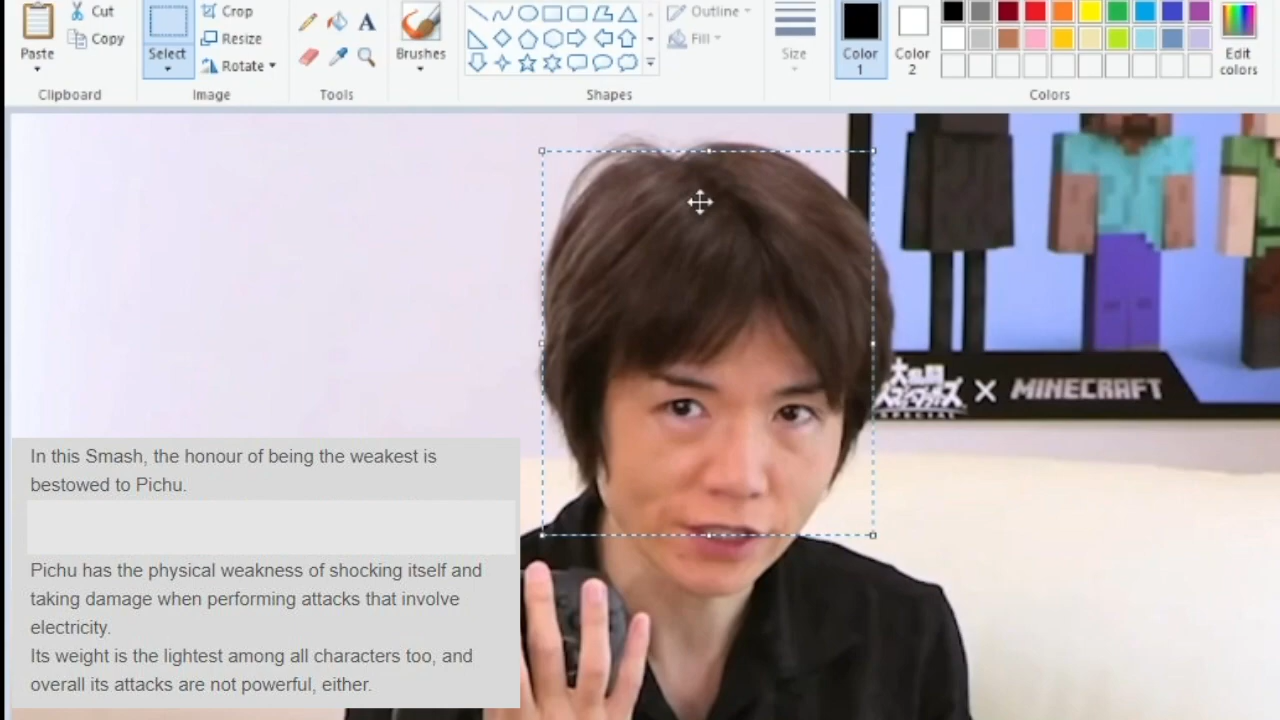 Paste
Cut
Copy
Clipboard
Select
Crop
Resize
Rotate
Image
A
Tools
Brushes
Shapes
Outline
Fill
Size
Color
1
Color
2
Edit
colors
Colors
SPECIAL
X MINECRAFT
In this Smash, the honour of being the weakest is
bestowed to Pichu.
Pichu has the physical weakness of shocking itself and
taking damage when performing attacks that involve
electricity.
Its weight is the lightest among all characters too, and
overall its attacks are not powerful, either.